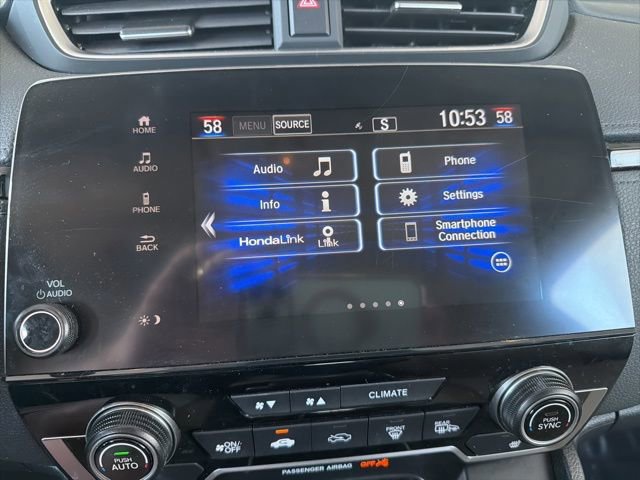 58 MENU SOURCE S 10:53 58
HOME
AUDIO
PHONE
BACK
Audio
Phone
Info
Settings
HondaLink Link
Smartphone
Connection
VOL
AUDIO
CLIMATE
ON/OFF
FRONT
REAR
PUSH
AUTO
PUSH
SYNC
PASSENGER AIRBAG OFF